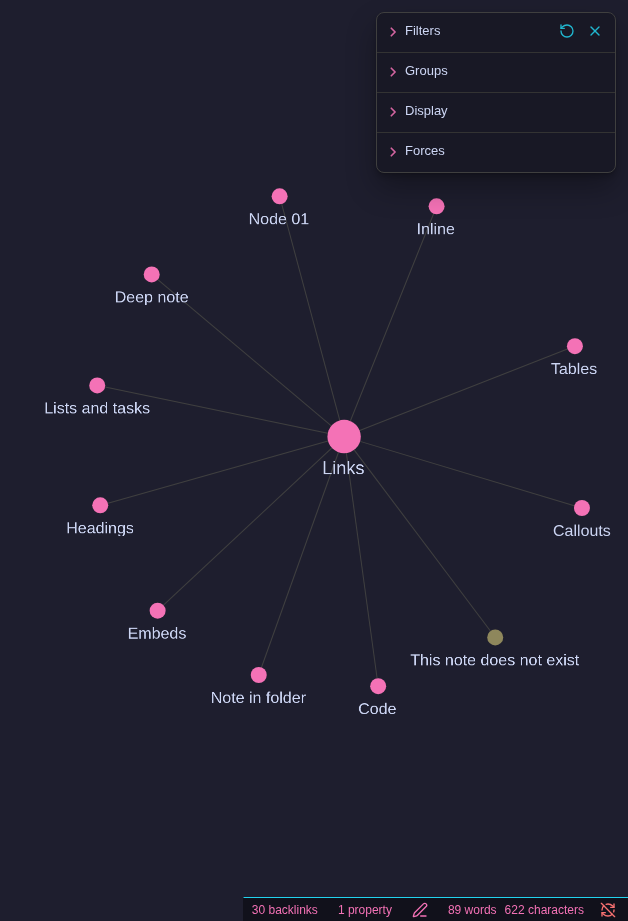 Filters
Groups
Display
Forces
Node 01
Inline
Deep note
Tables
Lists and tasks
Links
Headings
Callouts
Embeds
This note does not exist
Note in folder
Code
30 backlinks 1 property 89 words 622 characters